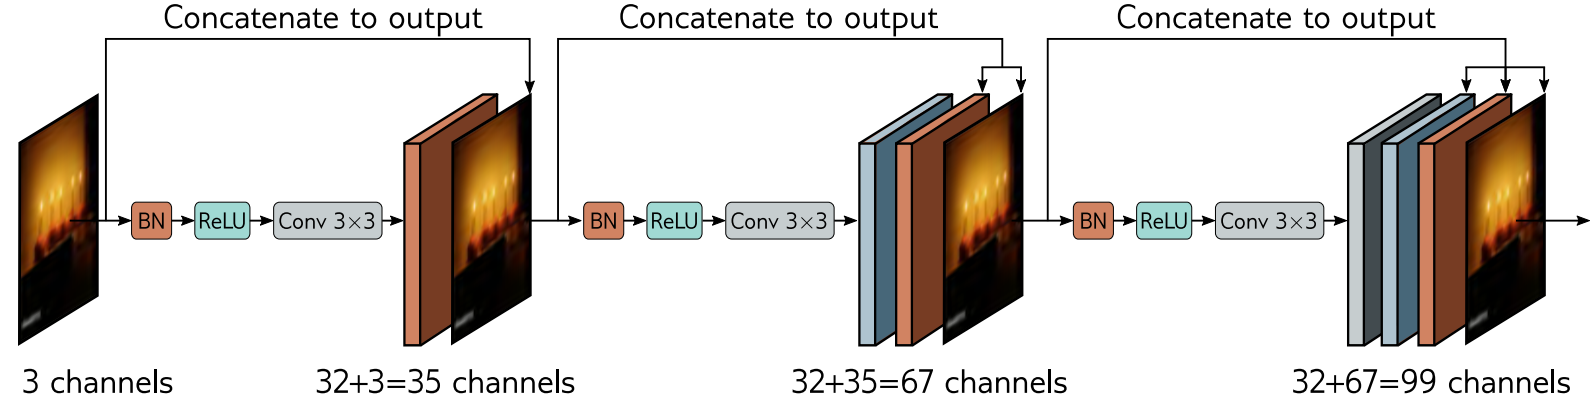 Concatenate to output
Concatenate to output
Concatenate to output
BN
ReLU
Conv 3×3
BN
ReLU
Conv 3×3
BN
ReLU
Conv 3×3
3 channels
32+3=35 channels
32+35=67 channels
32+67=99 channels